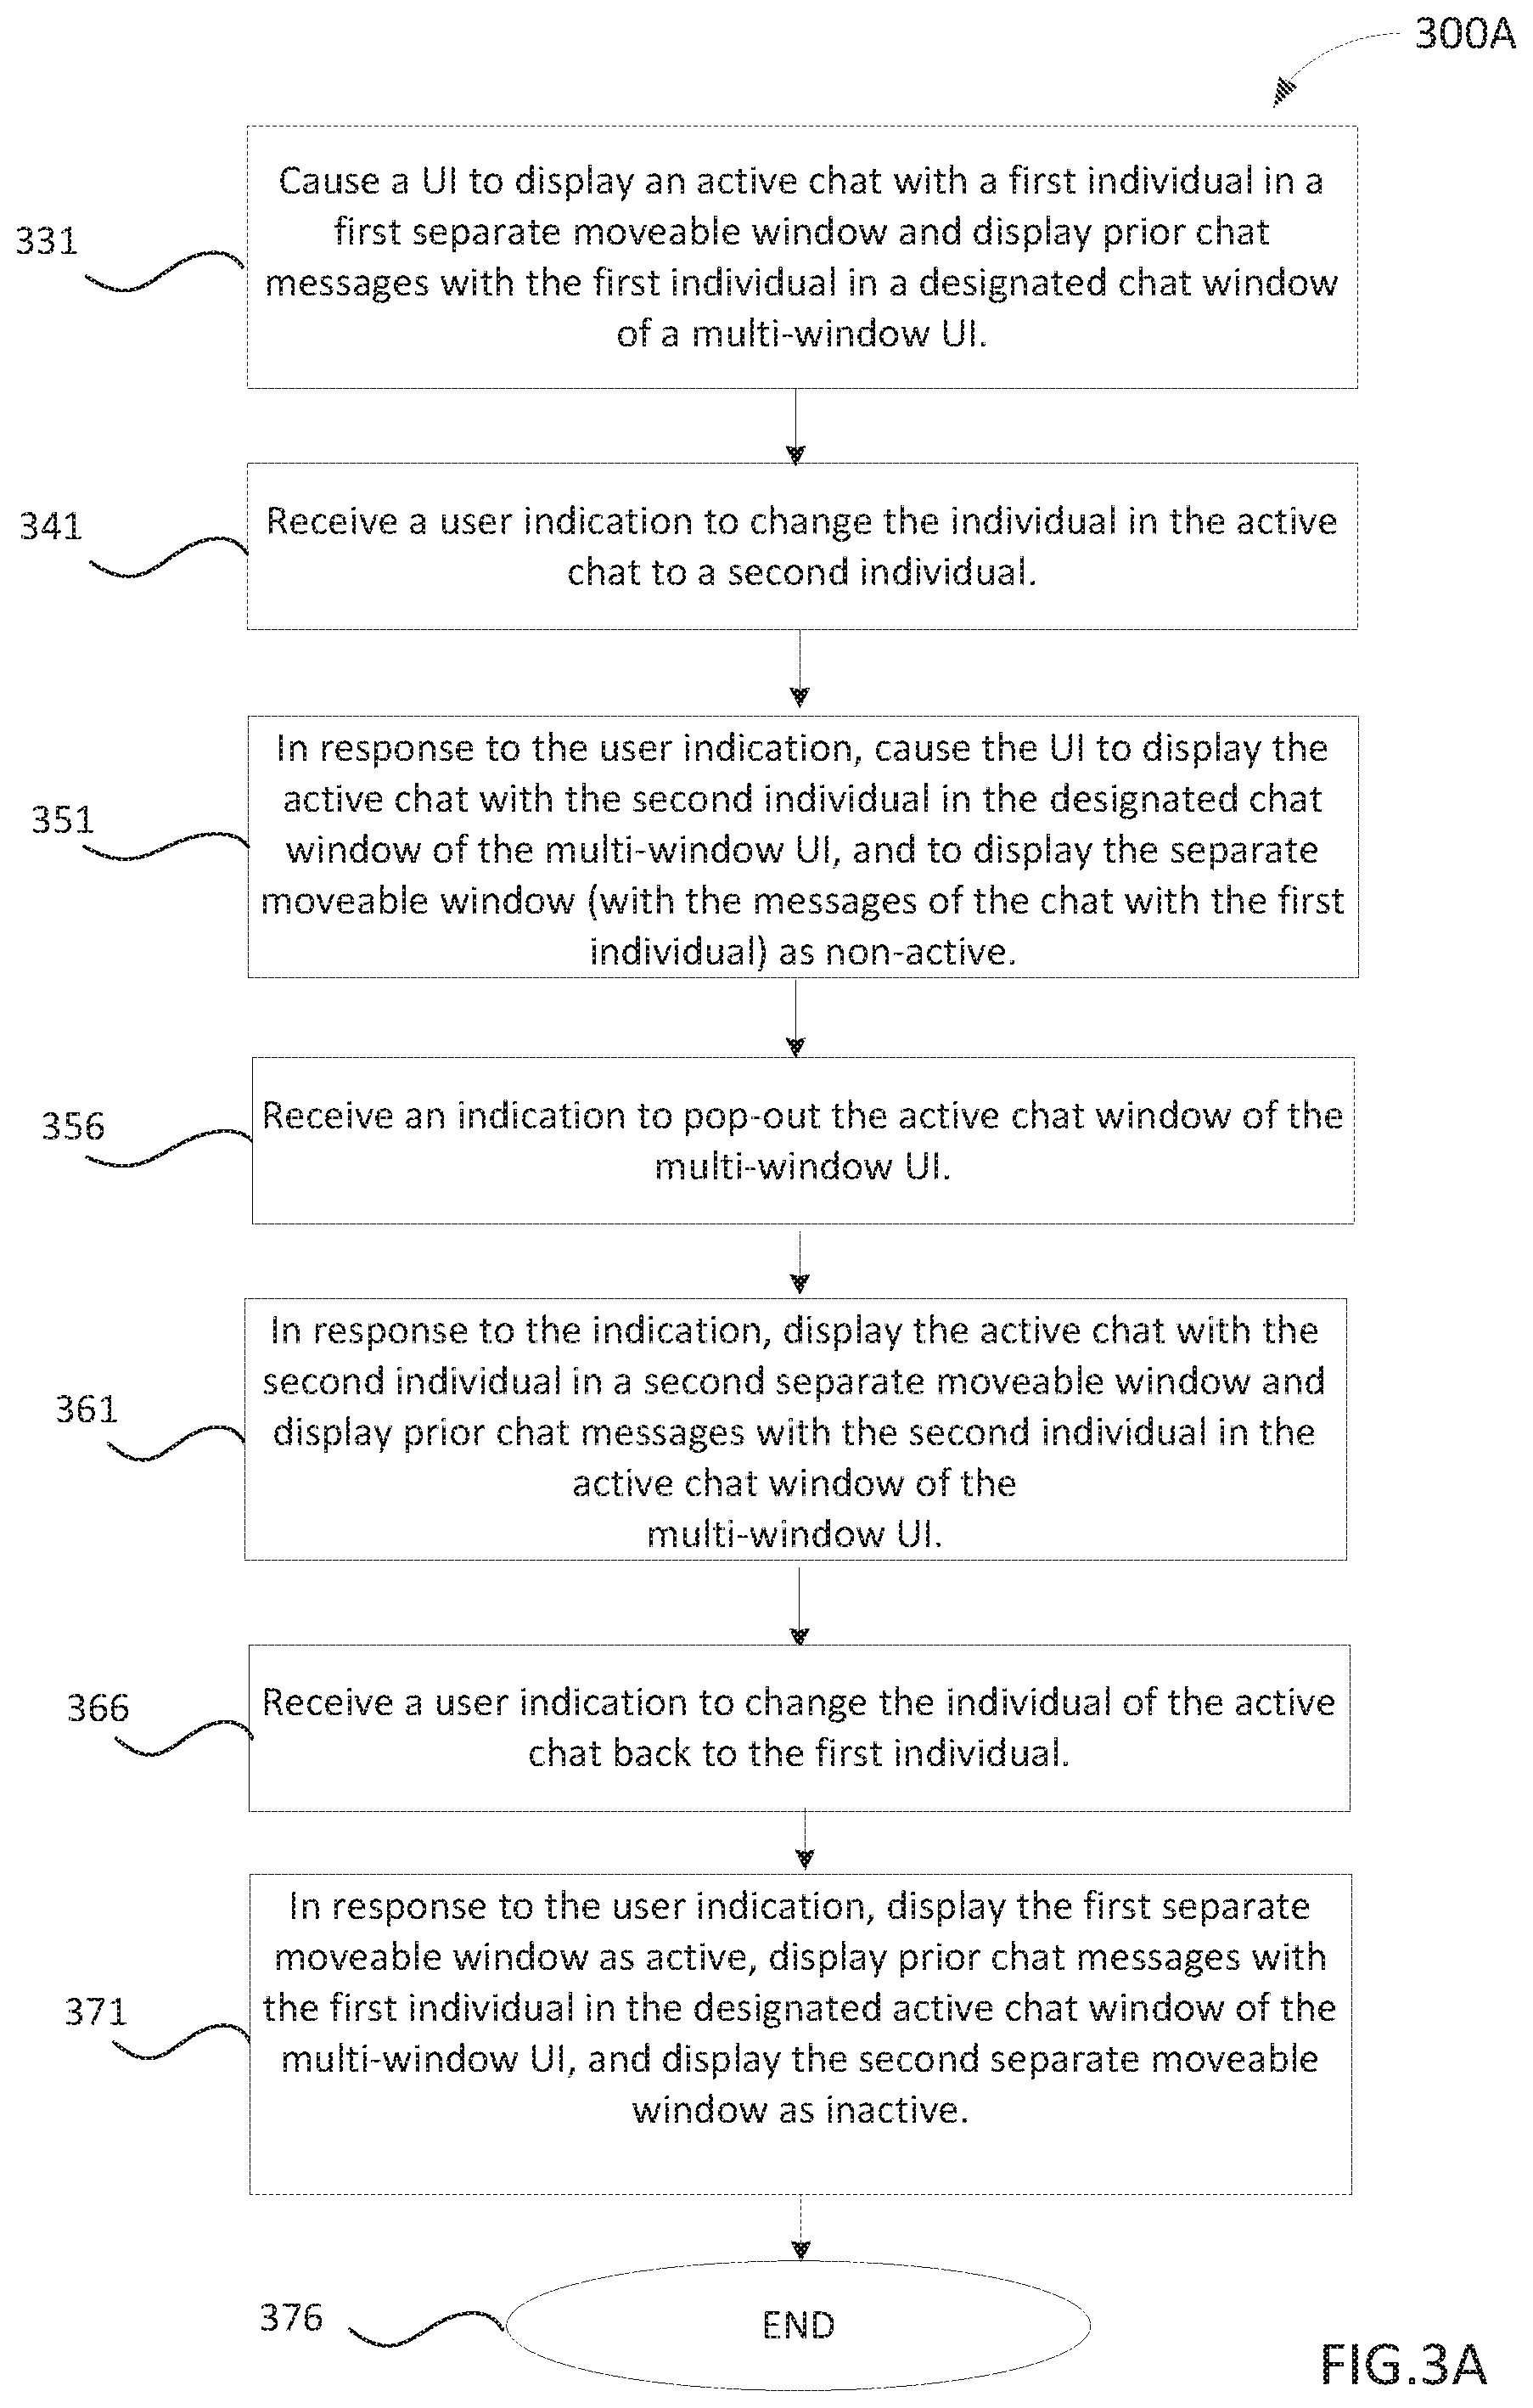 300A
331
Cause a UI to display an active chat with a first individual in a
first separate moveable window and display prior chat
messages with the first individual in a designated chat window
of a multi-window UI.
341
Receive a user indication to change the individual in the active
chat to a second individual.
351
In response to the user indication, cause the UI to display the
active chat with the second individual in the designated chat
window of the multi-window UI, and to display the separate
moveable window (with the messages of the chat with the first
individual) as non-active.
356
Receive an indication to pop-out the active chat window of the
multi-window UI.
361
In response to the indication, display the active chat with the
second individual in a second separate moveable window and
display prior chat messages with the second individual in the
active chat window of the
multi-window UI.
366
Receive a user indication to change the individual of the active
chat back to the first individual.
371
In response to the user indication, display the first separate
moveable window as active, display prior chat messages with
the first individual in the designated active chat window of the
multi-window UI, and display the second separate moveable
window as inactive.
376
END
FIG.3A